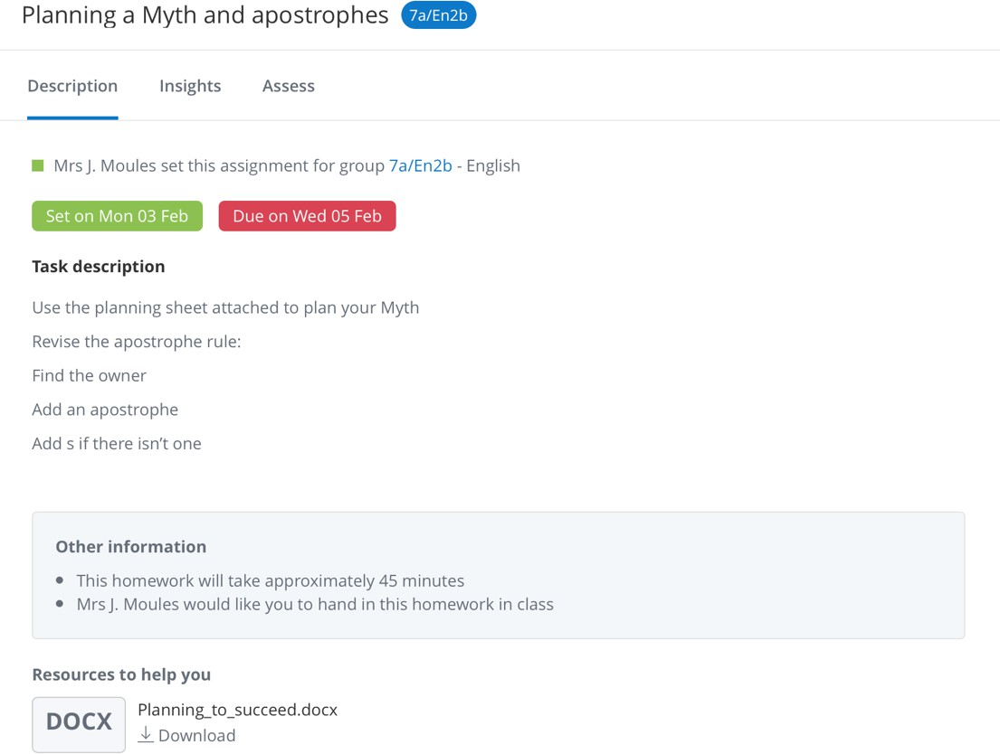 Planning a Myth and apostrophes 7a/En2b
Description Insights Assess
Mrs J. Moules set this assignment for group 7a/En2b - English
Set on Mon 03 Feb Due on Wed 05 Feb
Task description
Use the planning sheet attached to plan your Myth
Revise the apostrophe rule:
Find the owner
Add an apostrophe
Add s if there isn’t one
Other information
• This homework will take approximately 45 minutes
• Mrs J. Moules would like you to hand in this homework in class
Resources to help you
DOCX Planning_to_succeed.docx
Download